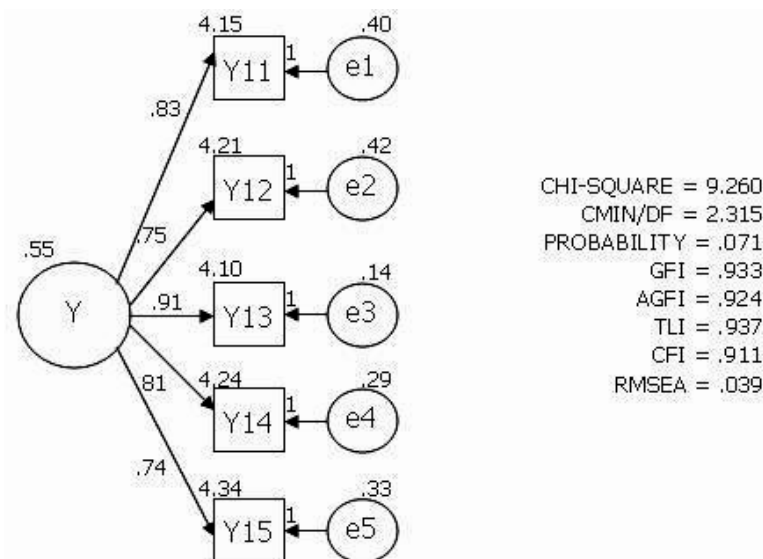 4.15 .40
Y11 1 e1
.83
4.21 .42
Y12 1 e2
.75
.55
4.10 .14
Y .91 Y13 1 e3
4.24 .29
81
Y14 1 e4
.74
4.34 .33
Y15 1 e5
CHI-SQUARE = 9.260
CMIN/DF = 2.315
PROBABILITY = .071
GFI = .933
AGFI = .924
TLI = .937
CFI = .911
RMSEA = .039